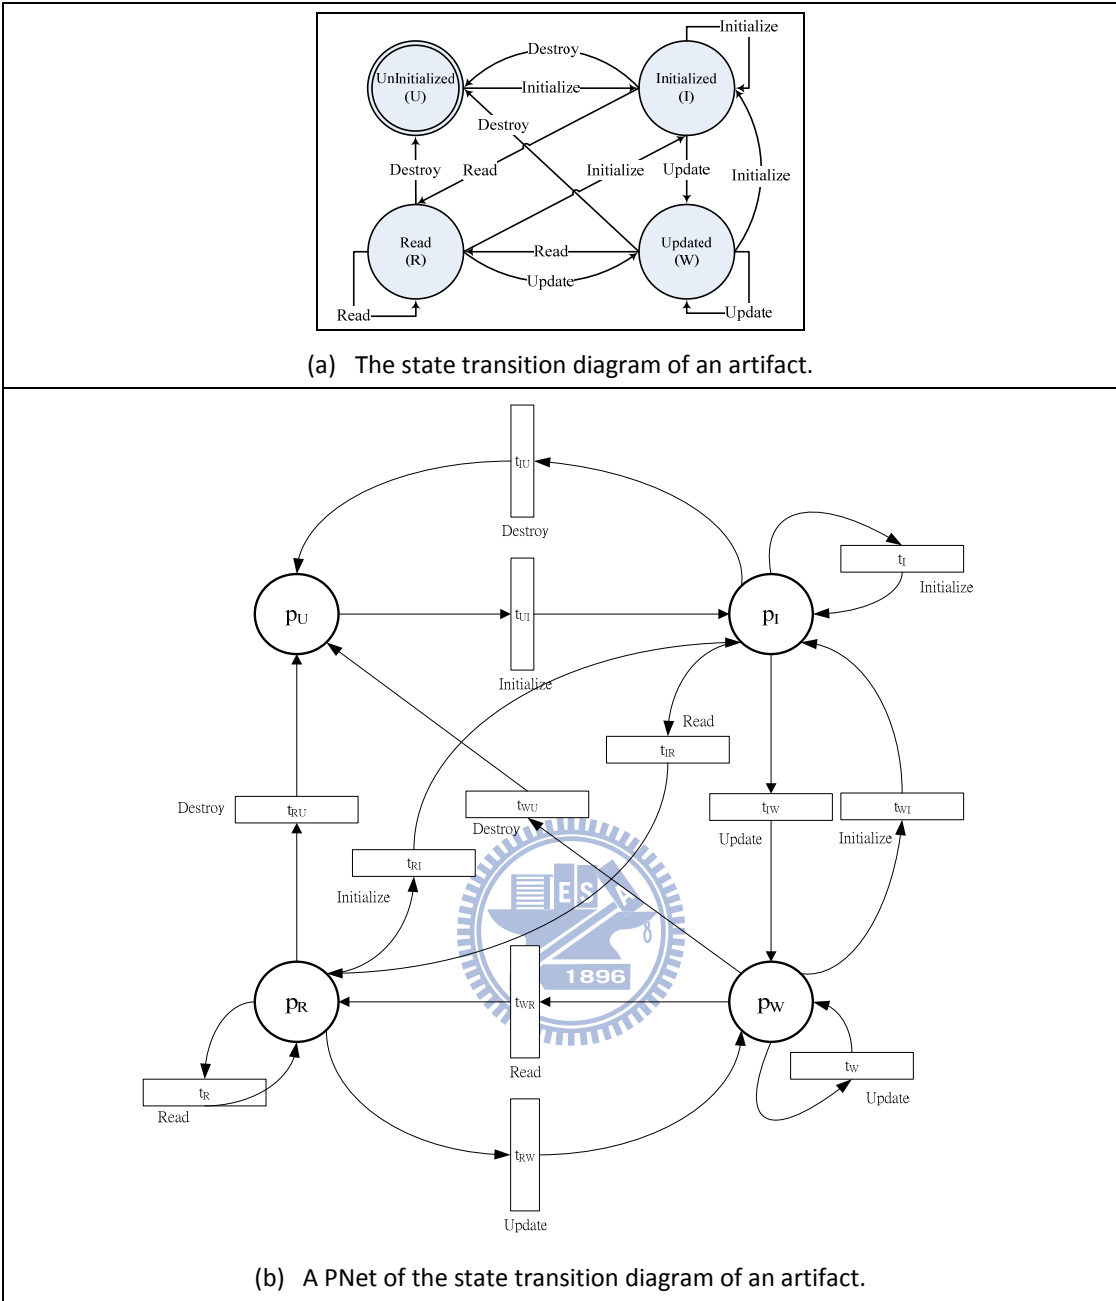 Initialize
Destroy
UnInitialized
(U)
Initialized
(I)
Initialize
Destroy
Destroy
Read
Initialize
Update
Initialize
Read
(R)
Read
Updated
(W)
Update
Read
Update
(a) The state transition diagram of an artifact.
tIU
Destroy
tI
Initialize
pU
tUI
pI
Initialize
Read
tIR
Destroy
tRU
tWU
Destroy
tIW
Update
tWI
Initialize
tRI
Initialize
E S A
1896
pR
tWR
pW
Read
tR
Read
tW
Update
tRW
Update
(b) A PNet of the state transition diagram of an artifact.